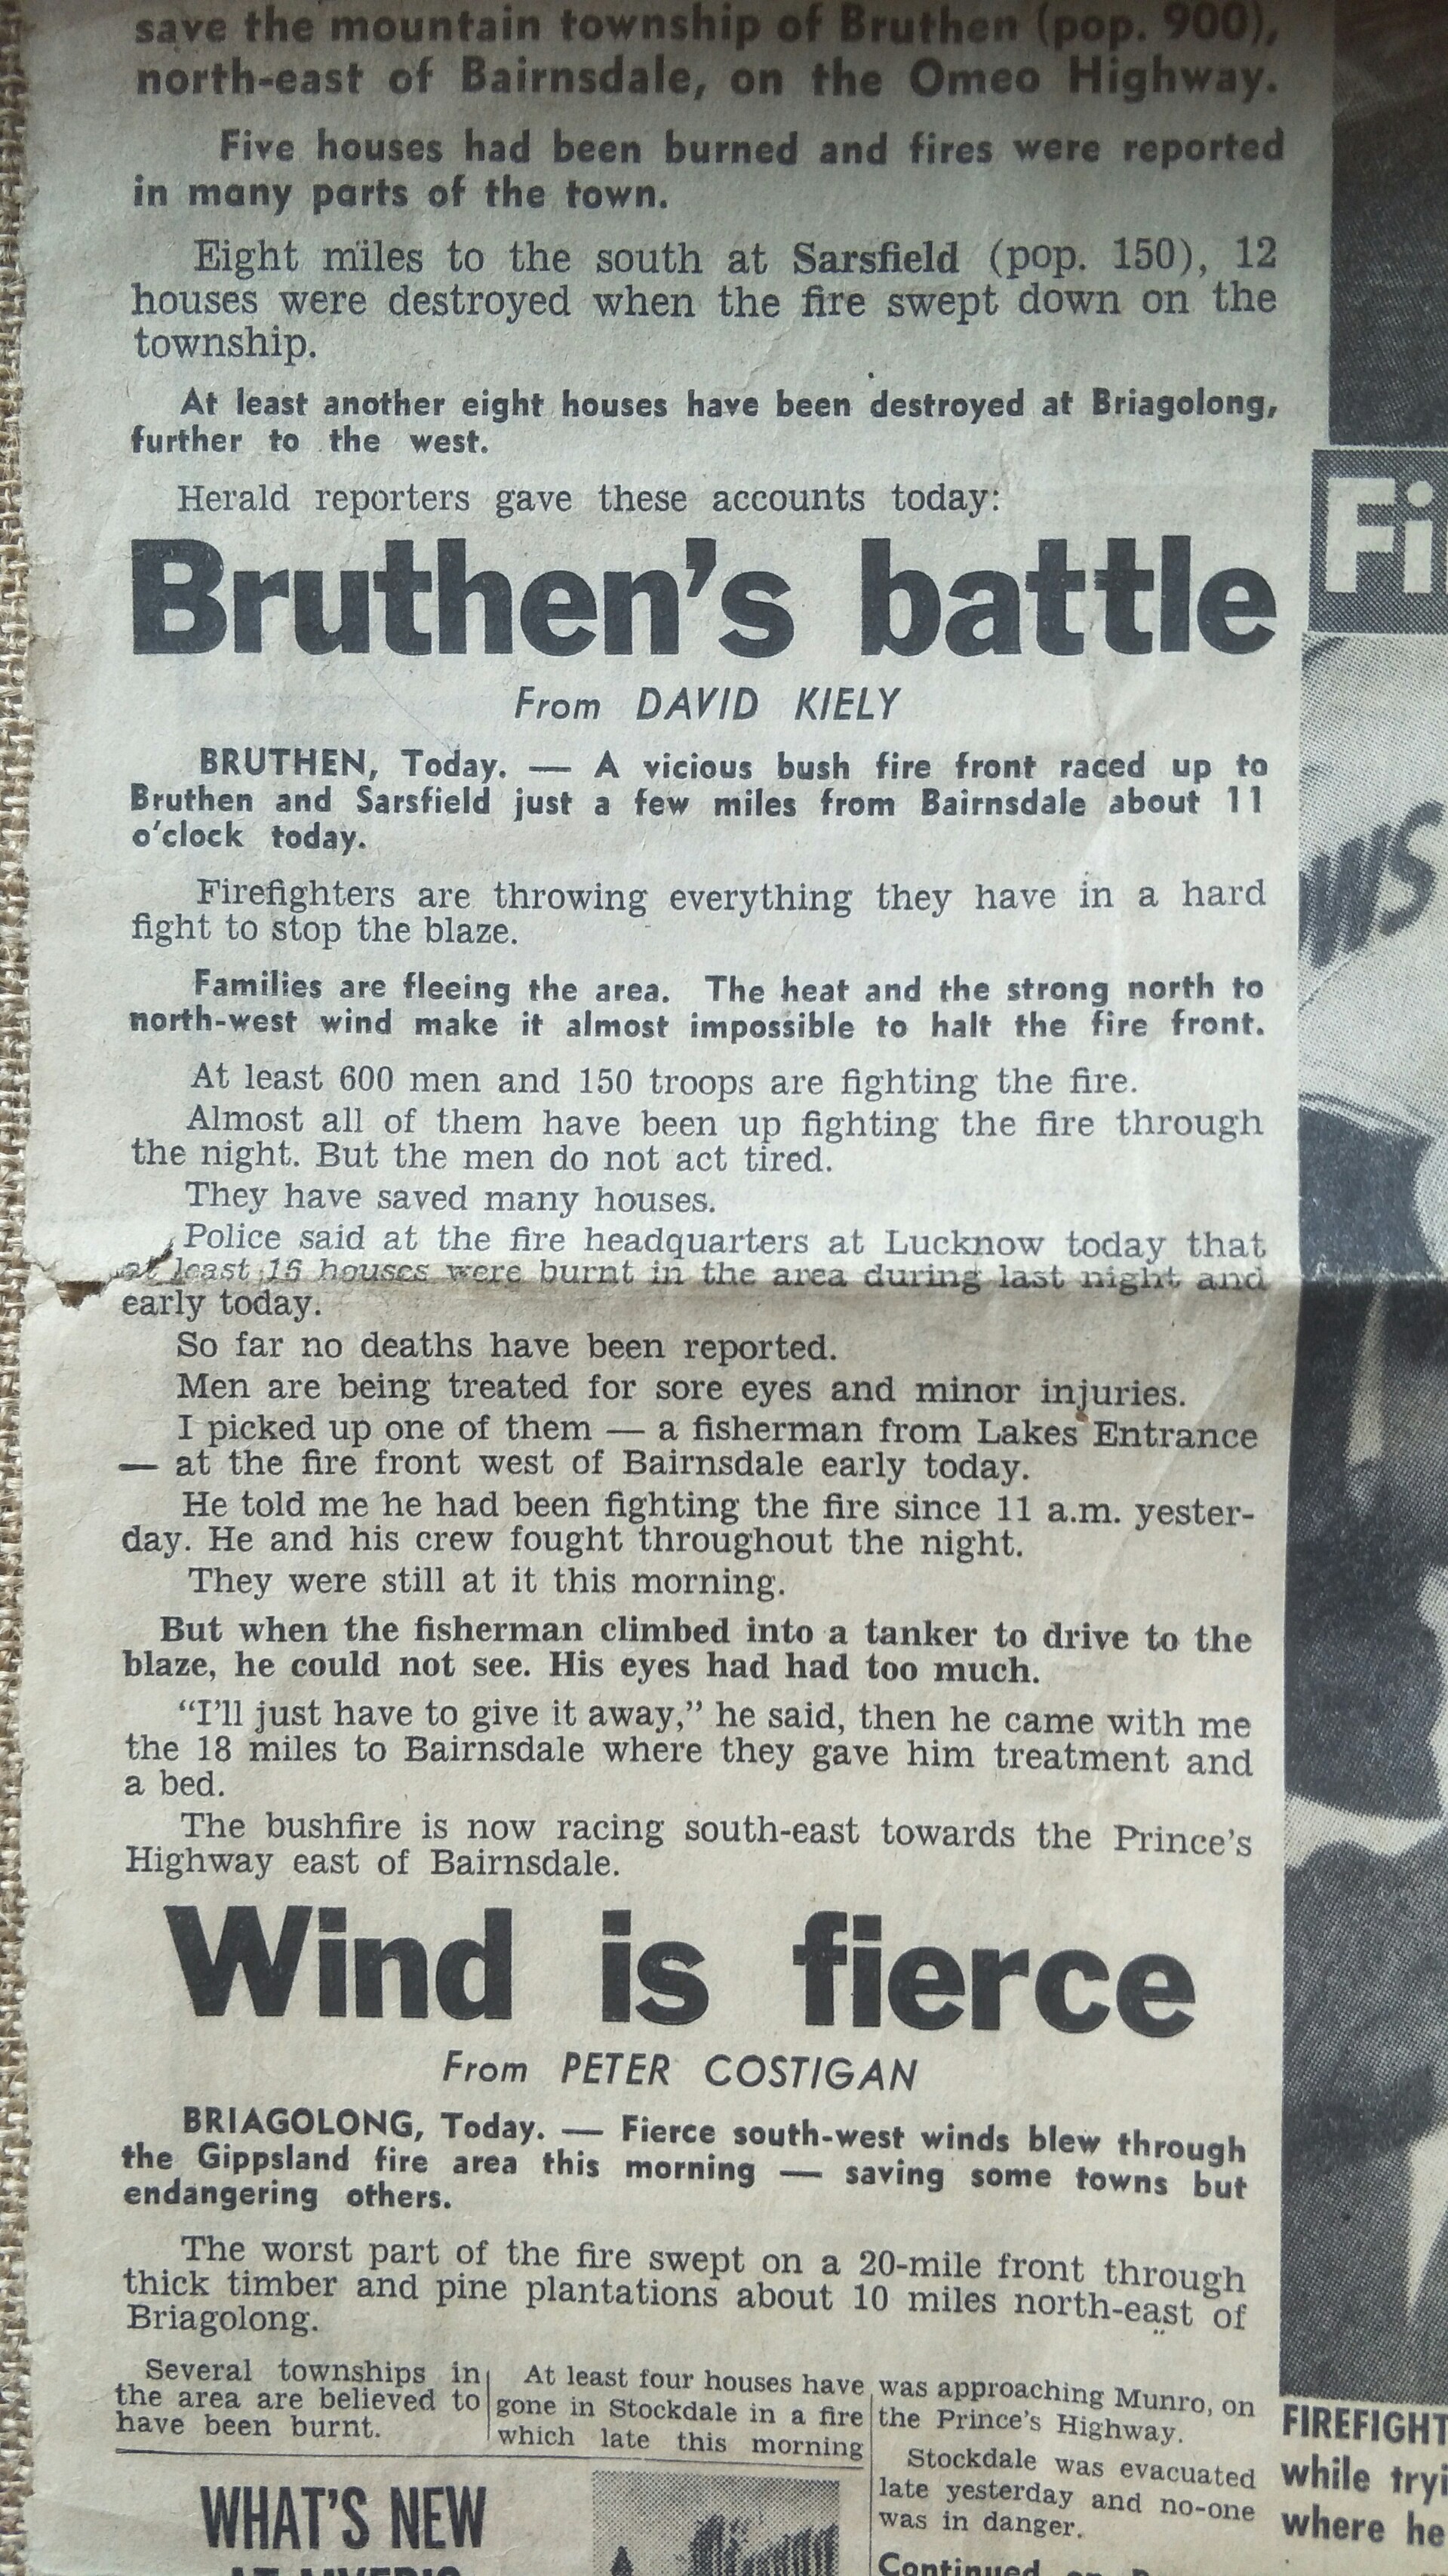 save the mountain township of Bruthen (pop. 900),
north-east of Bairnsdale, on the Omeo Highway.
Five houses had been burned and fires were reported
in many parts of the town.
Eight miles to the south at Sarsfield (pop. 150), 12
houses were destroyed when the fire swept down on the
township.
At least another eight houses have been destroyed at Briagolong,
further to the west.
Herald reporters gave these accounts today:
Bruthen's battle
From DAVID KIELY
BRUTHEN, Today. — A vicious bush fire front raced up to
Bruthen and Sarsfield just a few miles from Bairnsdale about 11
o'clock today.
Firefighters are throwing everything they have in a hard
fight to stop the blaze.
Families are fleeing the area. The heat and the strong north to
north-west wind make it almost impossible to halt the fire front.
At least 600 men and 150 troops are fighting the fire.
Almost all of them have been up fighting the fire through
the night. But the men do not act tired.
They have saved many houses.
Police said at the fire headquarters at Lucknow today that
at least houses were burnt in the area during last night and
early today.
So far no deaths have been reported.
Men are being treated for sore eyes and minor injuries.
I picked up one of them — a fisherman from Lakes Entrance
— at the fire front west of Bairnsdale early today.
He told me he had been fighting the fire since 11 a.m. yester-
day. He and his crew fought throughout the night.
They were still at it this morning.
But when the fisherman climbed into a tanker to drive to the
blaze, he could not see. His eyes had had too much.
“I'll just have to give it away,” he said, then he came with me
the 18 miles to Bairnsdale where they gave him treatment and
a bed.
The bushfire is now racing south-east towards the Prince's
Highway east of Bairnsdale.
Wind is fierce
From PETER COSTIGAN
BRIAGOLONG, Today. — Fierce south-west winds blew through
the Gippsland fire area this morning — saving some towns but
endangering others.
The worst part of the fire swept on a 20-mile front through
thick timber and pine plantations about 10 miles north-east of
Briagolong.
Several townships in
the area are believed to
have been burnt.
At least four houses have
gone in Stockdale in a fire
which late this morning
was approaching Munro, on
the Prince's Highway.
Stockdale was evacuated
late yesterday and no-one
was in danger.
Continued on
WHAT'S NEW
AT MYER'S
Fi
FIREFIGHT
while tryi
where he